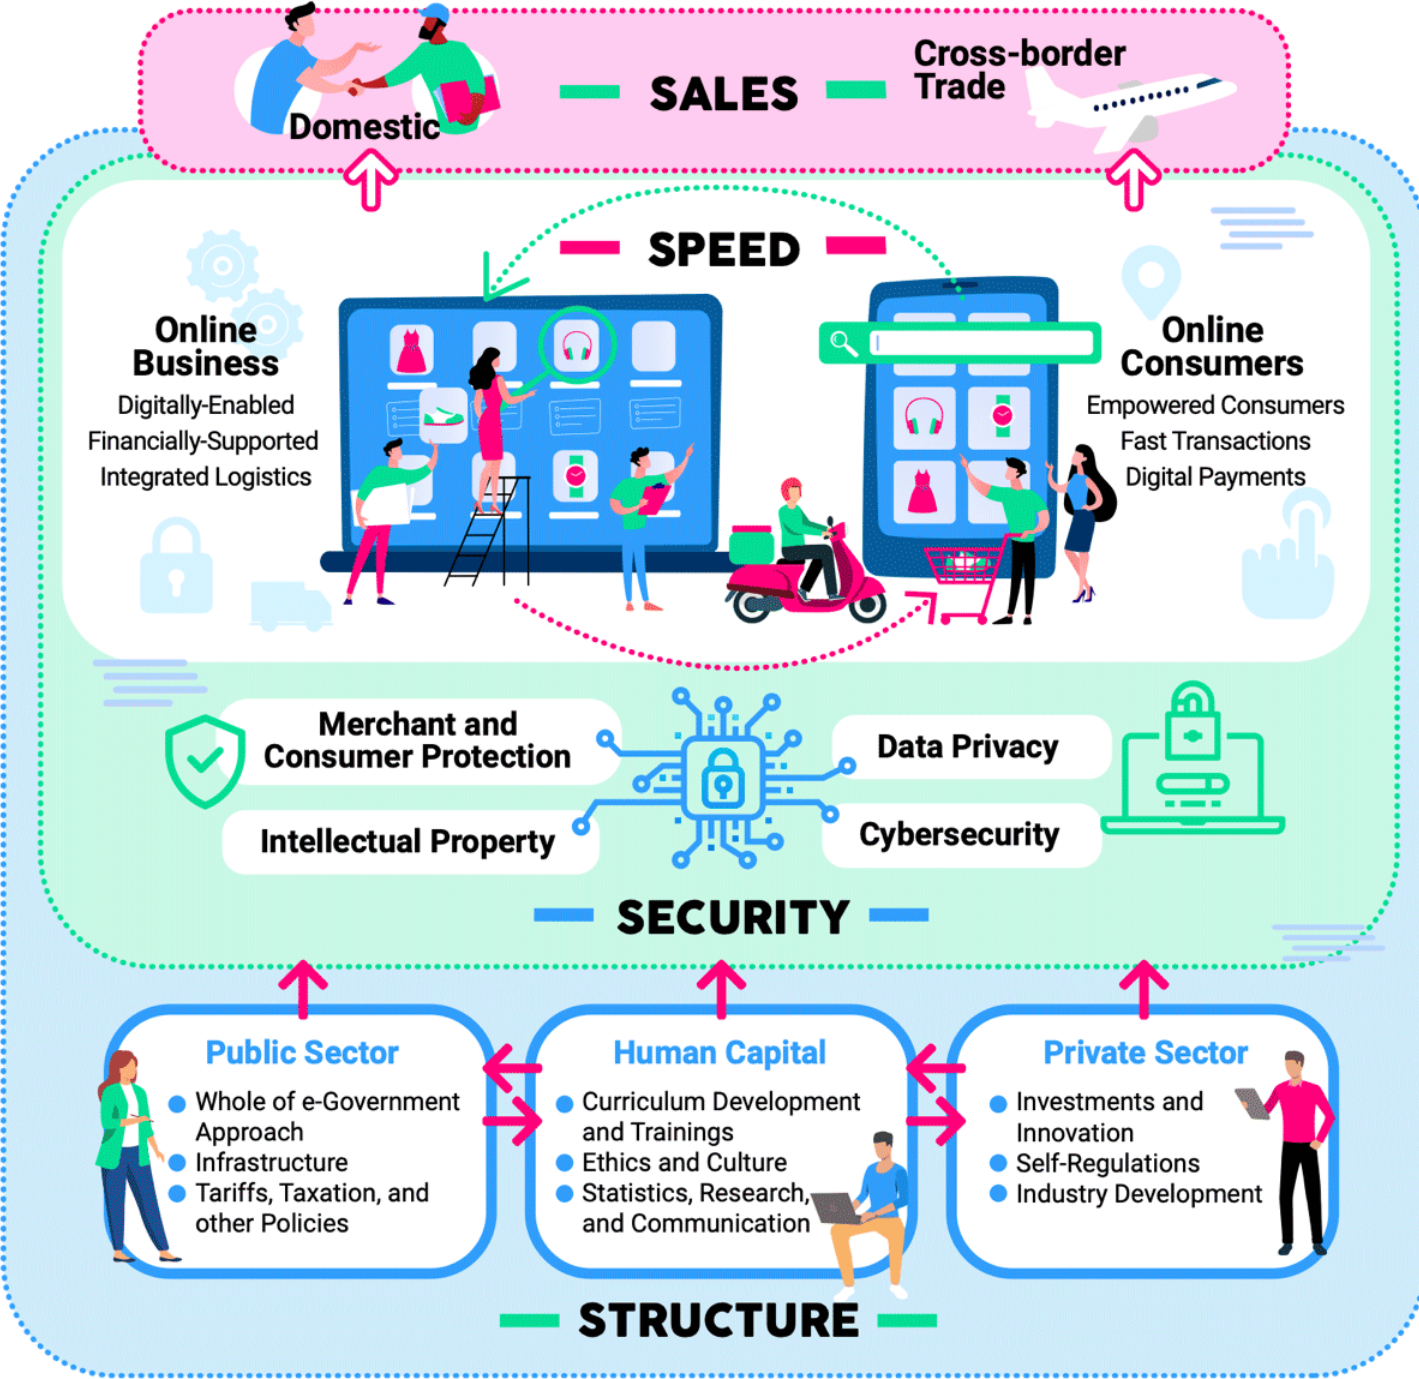 Domestic
SALES
Cross-border
Trade
SPEED
Online
Business
Digitally-Enabled
Financially-Supported
Integrated Logistics
Online
Consumers
Empowered Consumers
Fast Transactions
Digital Payments
Merchant and
Consumer Protection
Intellectual Property
Data Privacy
Cybersecurity
SECURITY
Public Sector
Whole of e-Government
Approach
Infrastructure
Tariffs, Taxation, and
other Policies
Human Capital
Curriculum Development
and Trainings
Ethics and Culture
Statistics, Research,
and Communication
Private Sector
Investments and
Innovation
Self-Regulations
Industry Development
STRUCTURE